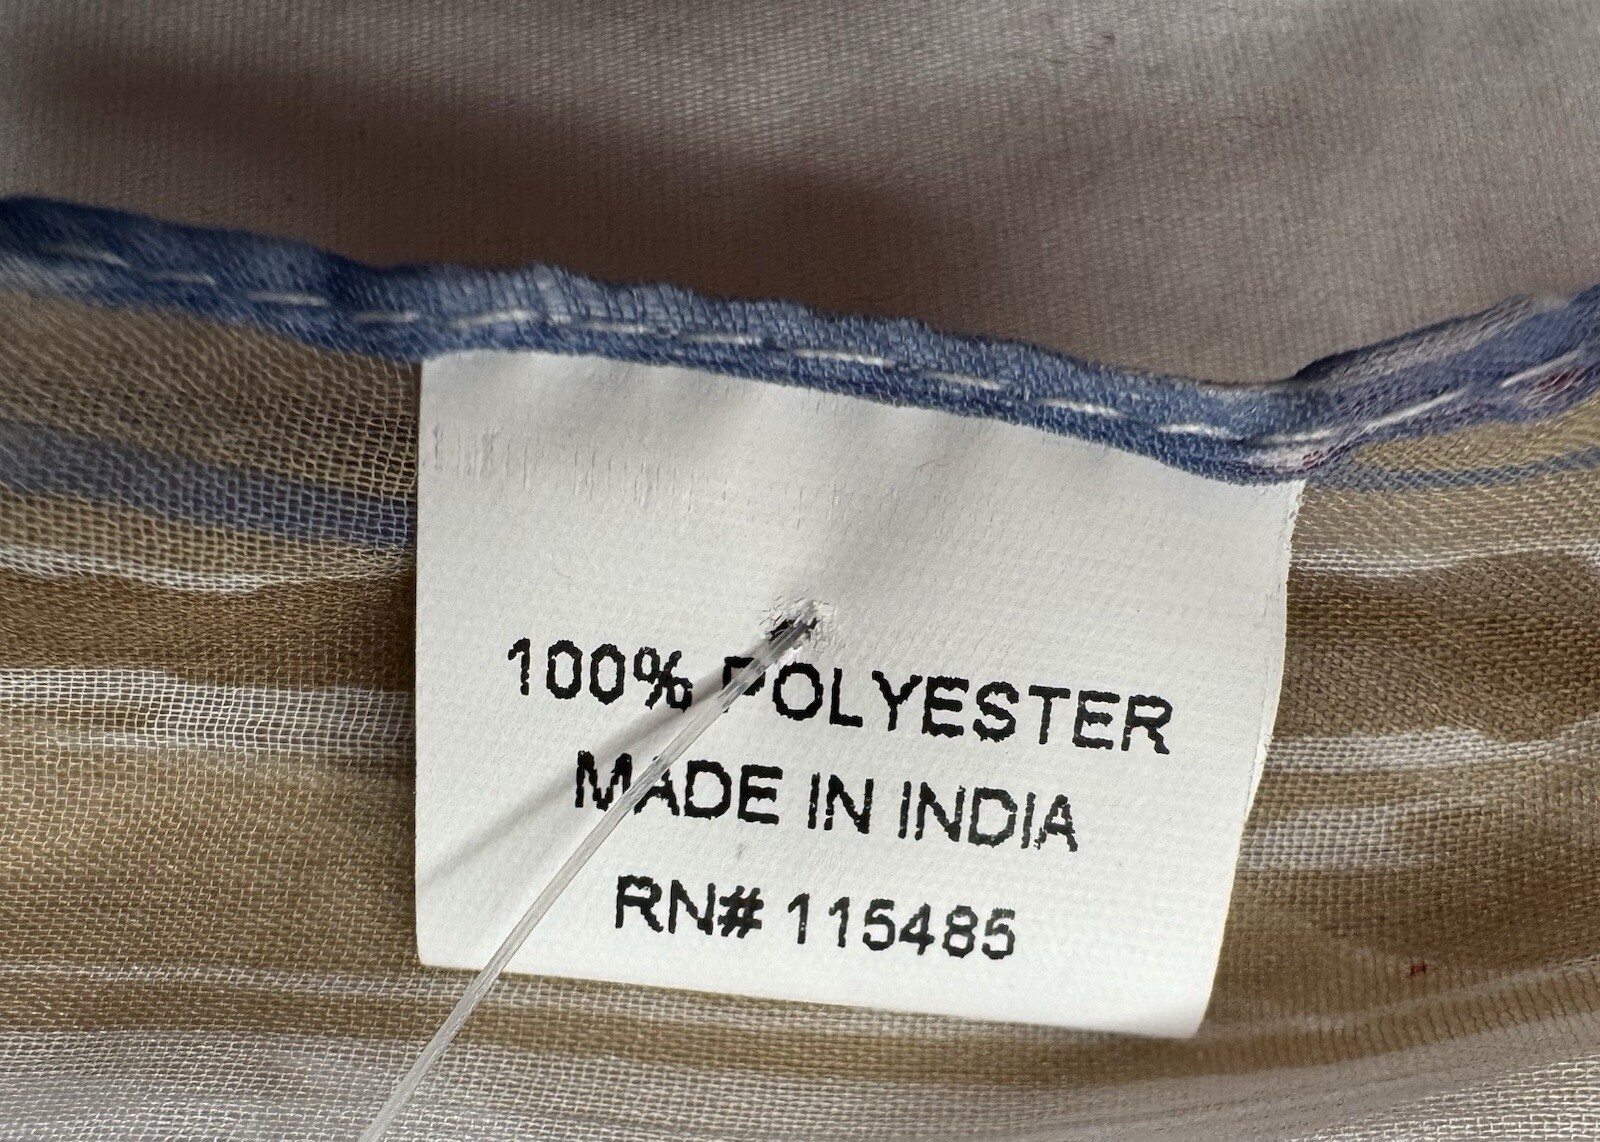 100% POLYESTER
MADE IN INDIA
RN# 115485